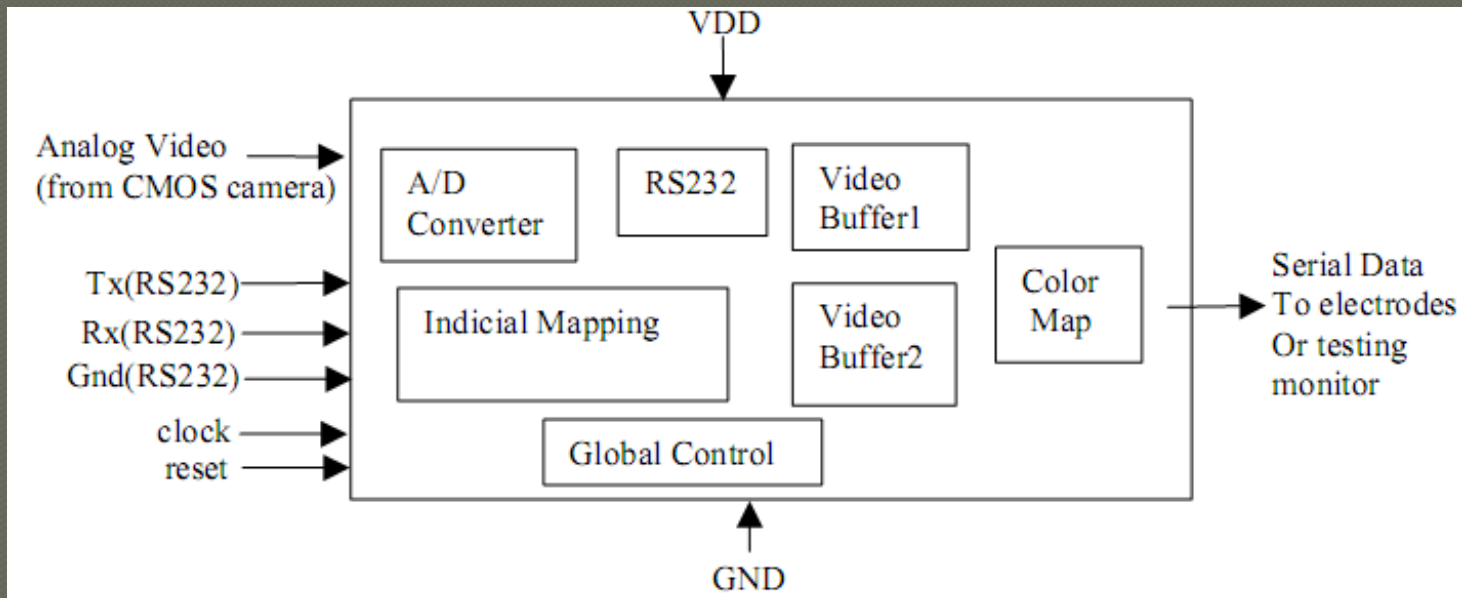 VDD
Analog Video
(from CMOS camera)
Tx(RS232)
Rx(RS232)
Gnd(RS232)
clock
reset
A/D
Converter
RS232
Video
Buffer1
Indicial Mapping
Video
Buffer2
Color
Map
Global Control
Serial Data
To electrodes
Or testing
monitor
GND